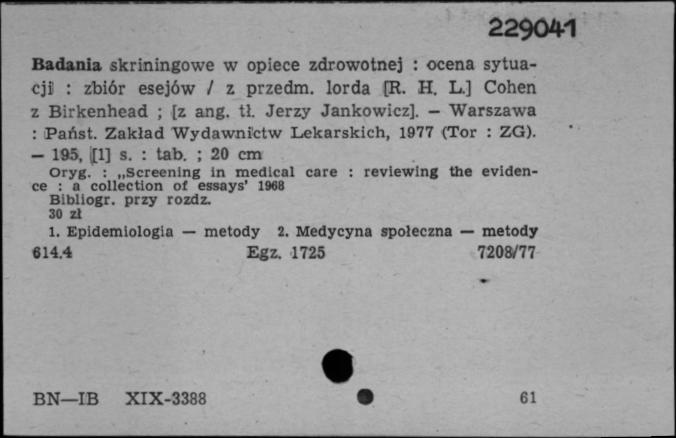 229041
Badania skriningowe w opiece zdrowotnej : ocena sytua-
cji : zbiór esejów / z przedm. lorda [R. H. L.] Cohen
z Birkenhead ; [z ang. tł. Jerzy Jankowicz]. — Warszawa
: Państ. Zakład Wydawnictw Lekarskich, 1977 (Tor : ZG).
— 195, [1] s. : tab. ; 20 cm
Oryg. : „Screening in medical care : reviewing the eviden-
ce : a collection of essays' 1968
Bibliogr. przy rozdz.
30 zł
1. Epidemiologia — metody 2. Medycyna społeczna — metody
614.4 Egz. 1725 7208/77
BN—IB XIX-3388 61